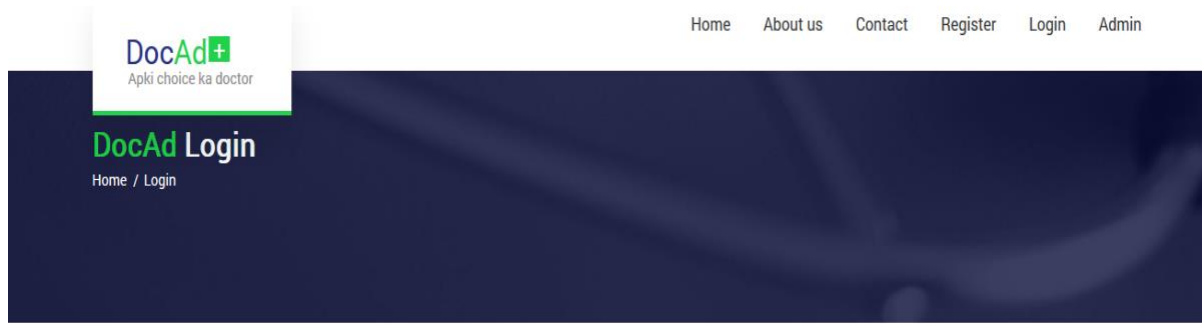 Home About us Contact Register Login Admin
DocAd+
Apki choice ka doctor
DocAd Login
Home / Login